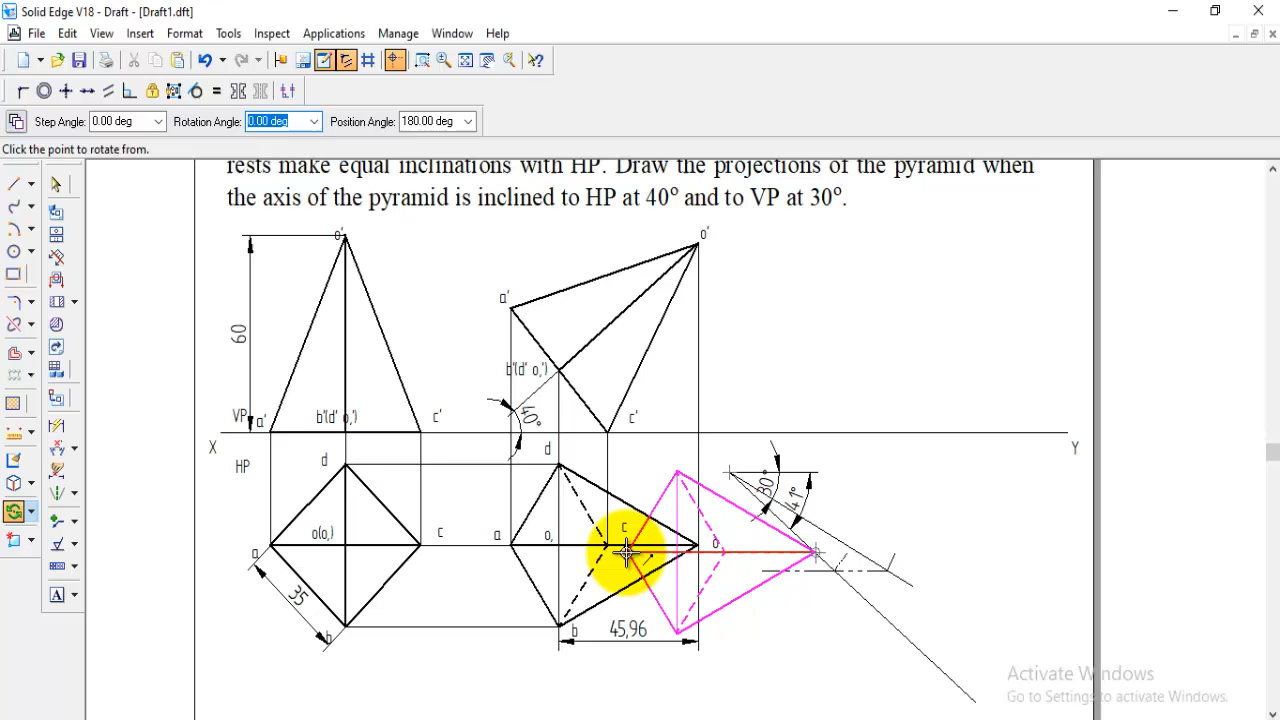 Solid Edge V18 - Draft - [Draft1.dft]
File Edit View Insert Format Tools Inspect Applications Manage Window Help
Step Angle: 0.00 deg Rotation Angle: 0.00 deg Position Angle: 180.00 deg
Click the point to rotate from.
rests make equal inclinations with HP. Draw the projections of the pyramid when
the axis of the pyramid is inclined to HP at 40° and to VP at 30°.
o' o'
a'
60
b'(d' o,')
VP a' b'(d' o,') c' 40° c'
X Y
HP d d
30° 41°
o(o,) c a o, c o
a
35
b b 45,96
Activate Windows
Go to Settings to activate Windows.